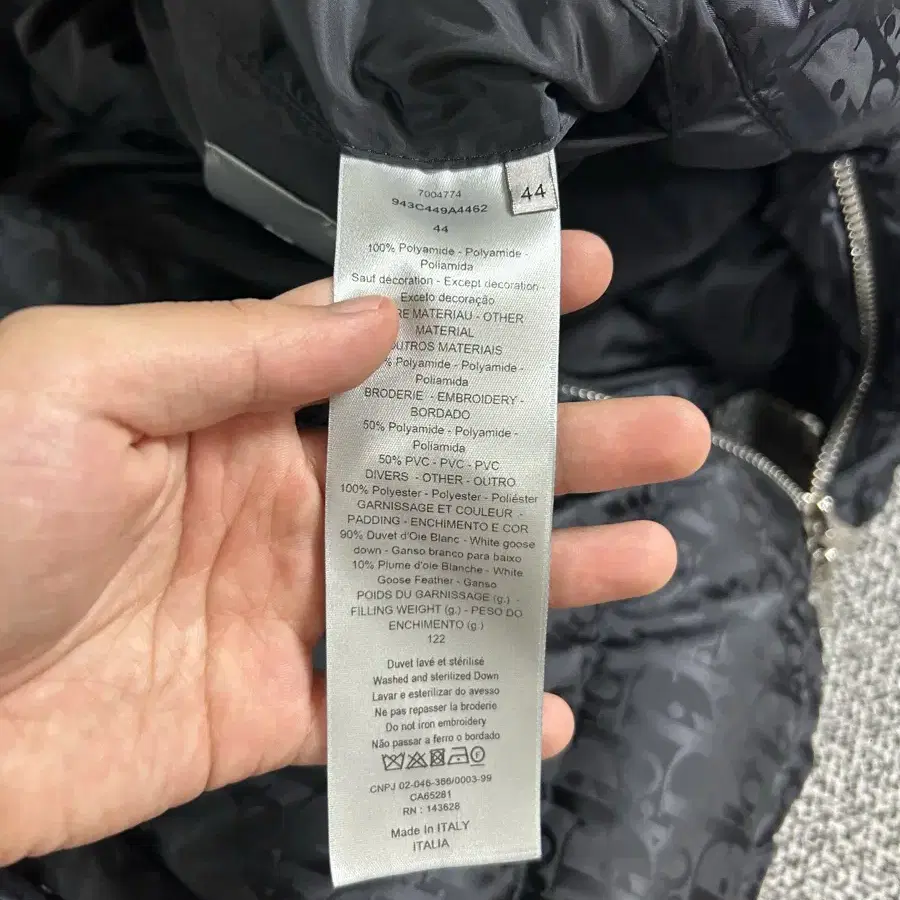 44
7004774
943C449A4462
44
100% Polyamide - Polyamide -
Poliamida
Sauf décoration - Except decoration -
Exceto decoração
MATERIAU - OTHER
MATERIAL
OUTROS MATERIAIS
Polyamide - Polyamide -
Poliamida
BRODERIE - EMBROIDERY -
BORDADO
50% Polyamide - Polyamide -
Poliamida
50% PVC - PVC - PVC
DIVERS - OTHER - OUTRO
100% Polyester - Polyester - Poliéster
GARNISSAGE ET COULEUR -
PADDING - ENCHIMENTO E COR
90% Duvet d'Oie Blanc - White goose
down - Ganso branco para baixo
10% Plume d'oie Blanche - White
Goose Feather - Ganso
POIDS DU GARNISSAGE (g.) -
FILLING WEIGHT (g.) - PESO DO
ENCHIMENTO (g.)
122
Duvet lavé et stérilisé
Washed and sterilized Down
Lavar e esterilizar do avesso
Ne pas repasser la broderie
Do not iron embroidery
Não passar a ferro o bordado
CNPJ 02-046-366/0003-99
CA65281
RN : 143628
Made In ITALY
ITALIA